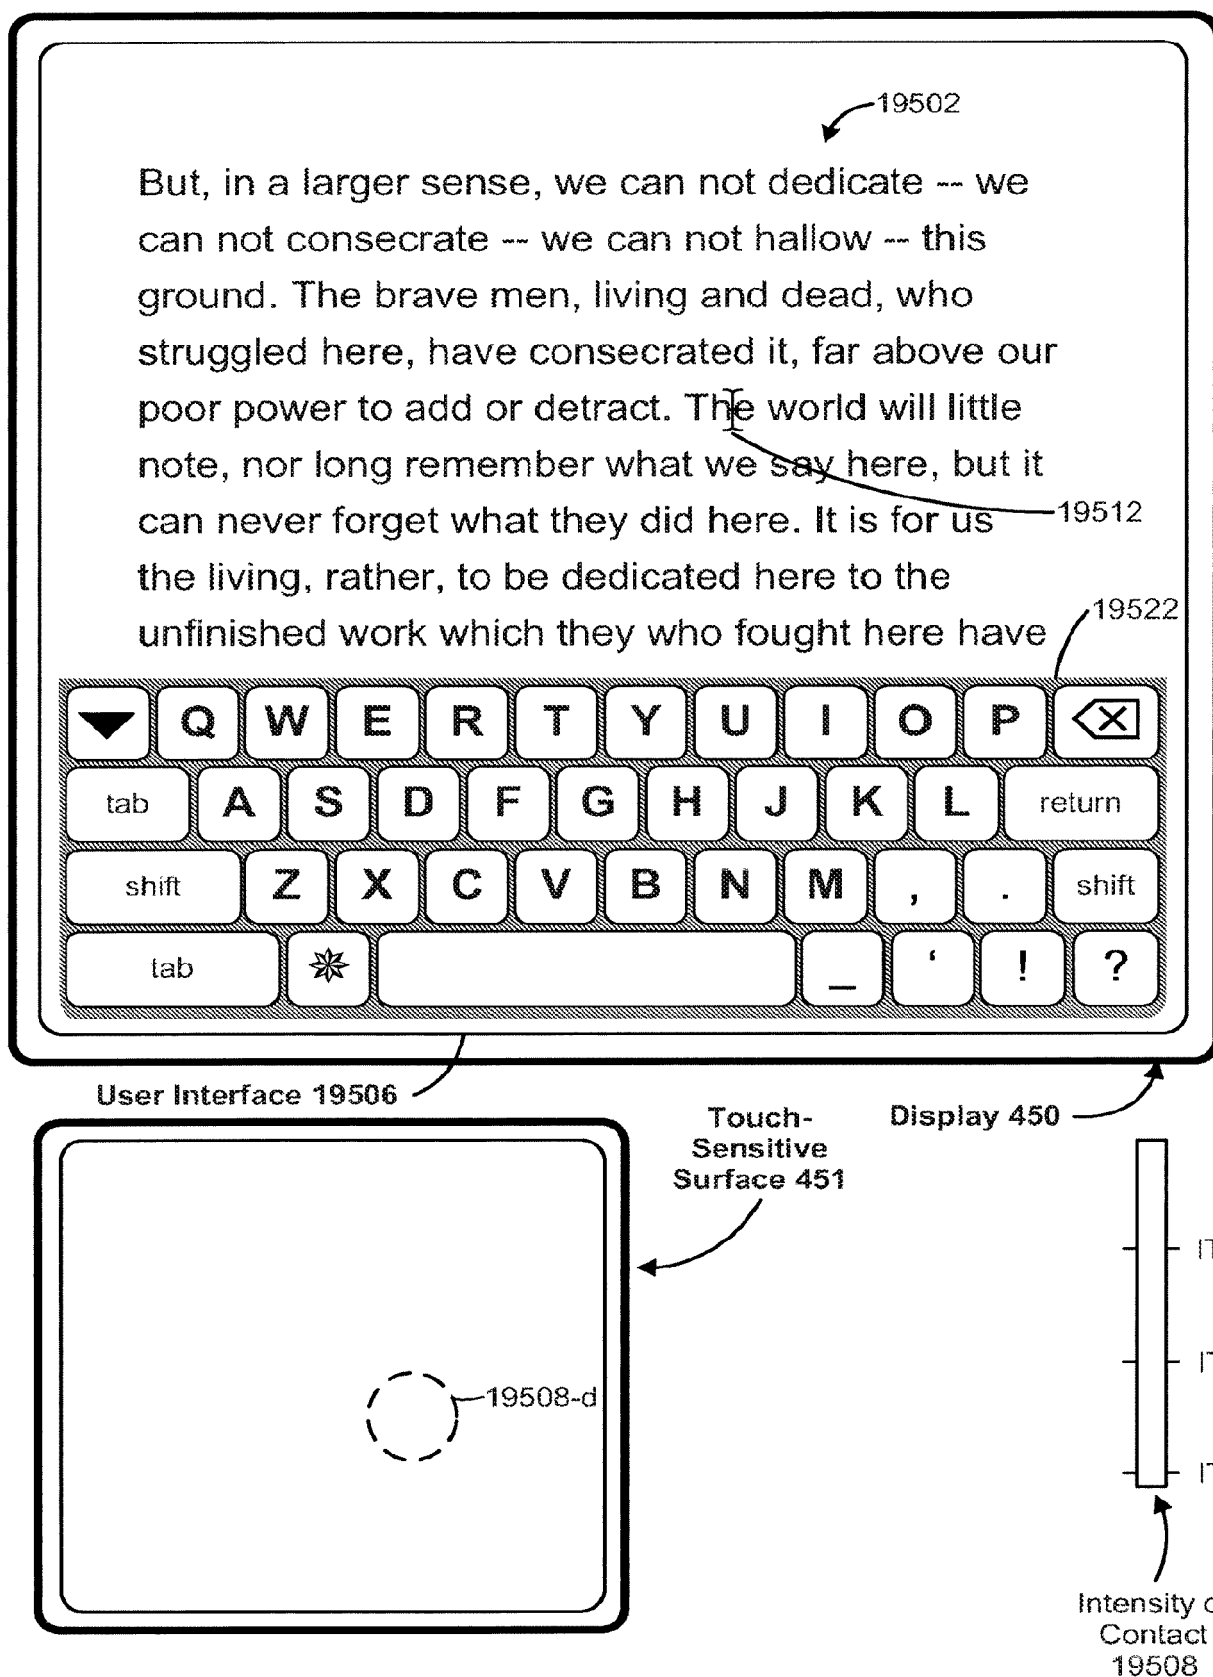 19502
But, in a larger sense, we can not dedicate -- we
can not consecrate -- we can not hallow -- this
ground. The brave men, living and dead, who
struggled here, have consecrated it, far above our
poor power to add or detract. The world will little
note, nor long remember what we say here, but it
19512
can never forget what they did here. It is for us
the living, rather, to be dedicated here to the
19522
unfinished work which they who fought here have
Q W E R T Y U I O P
tab A S D F G H J K L return
shift Z X C V B N M , . shift
tab _ ‘ ! ?
User Interface 19506
Touch-
Sensitive
Surface 451
Display 450
19508-d
IT
IT
IT
Intensity
Contact
19508